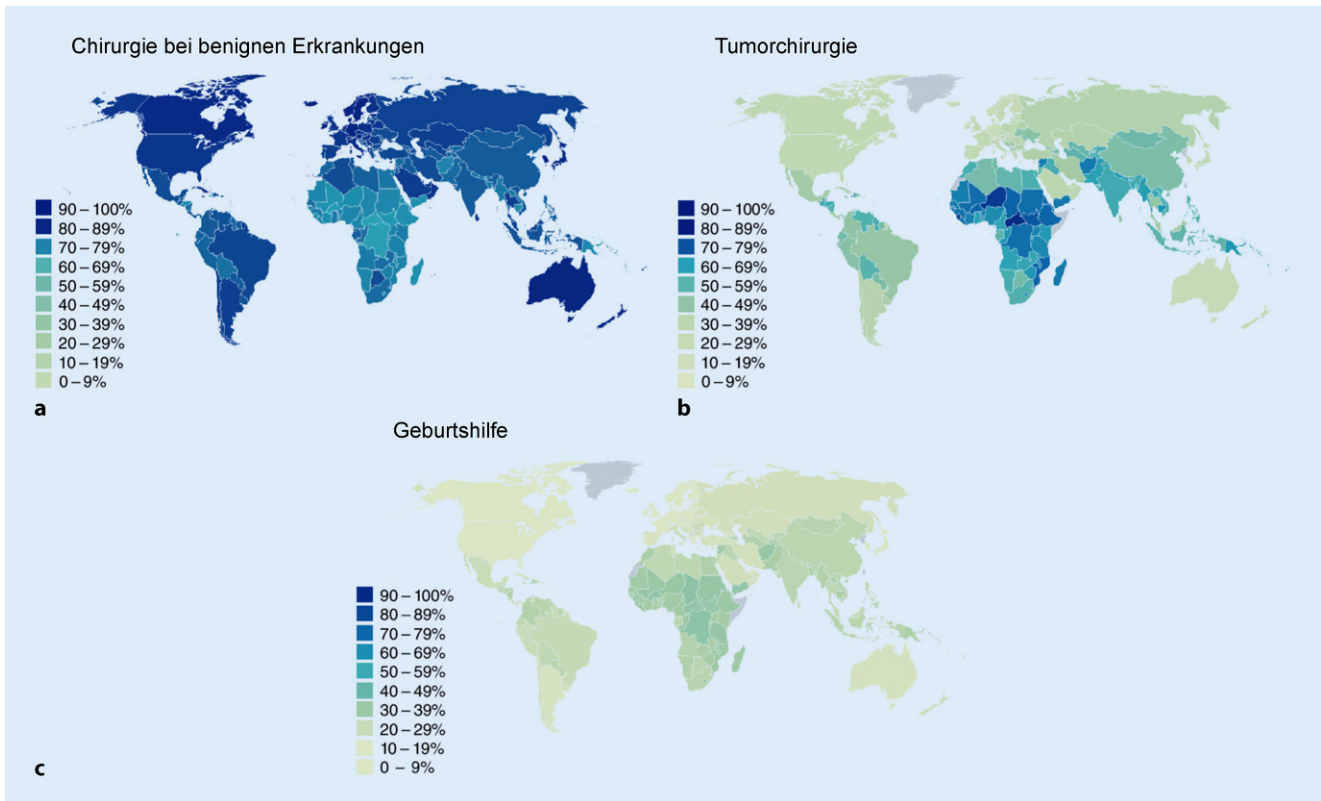 Chirurgie bei benignen Erkrankungen
90 – 100%
80 – 89%
70 – 79%
60 – 69%
50 – 59%
40 – 49%
30 – 39%
20 – 29%
10 – 19%
0 – 9%
a
Tumorchirurgie
90 – 100%
80 – 89%
70 – 79%
60 – 69%
50 – 59%
40 – 49%
30 – 39%
20 – 29%
10 – 19%
0 – 9%
b
Geburtshilfe
90 – 100%
80 – 89%
70 – 79%
60 – 69%
50 – 59%
40 – 49%
30 – 39%
20 – 29%
10 – 19%
0 – 9%
c